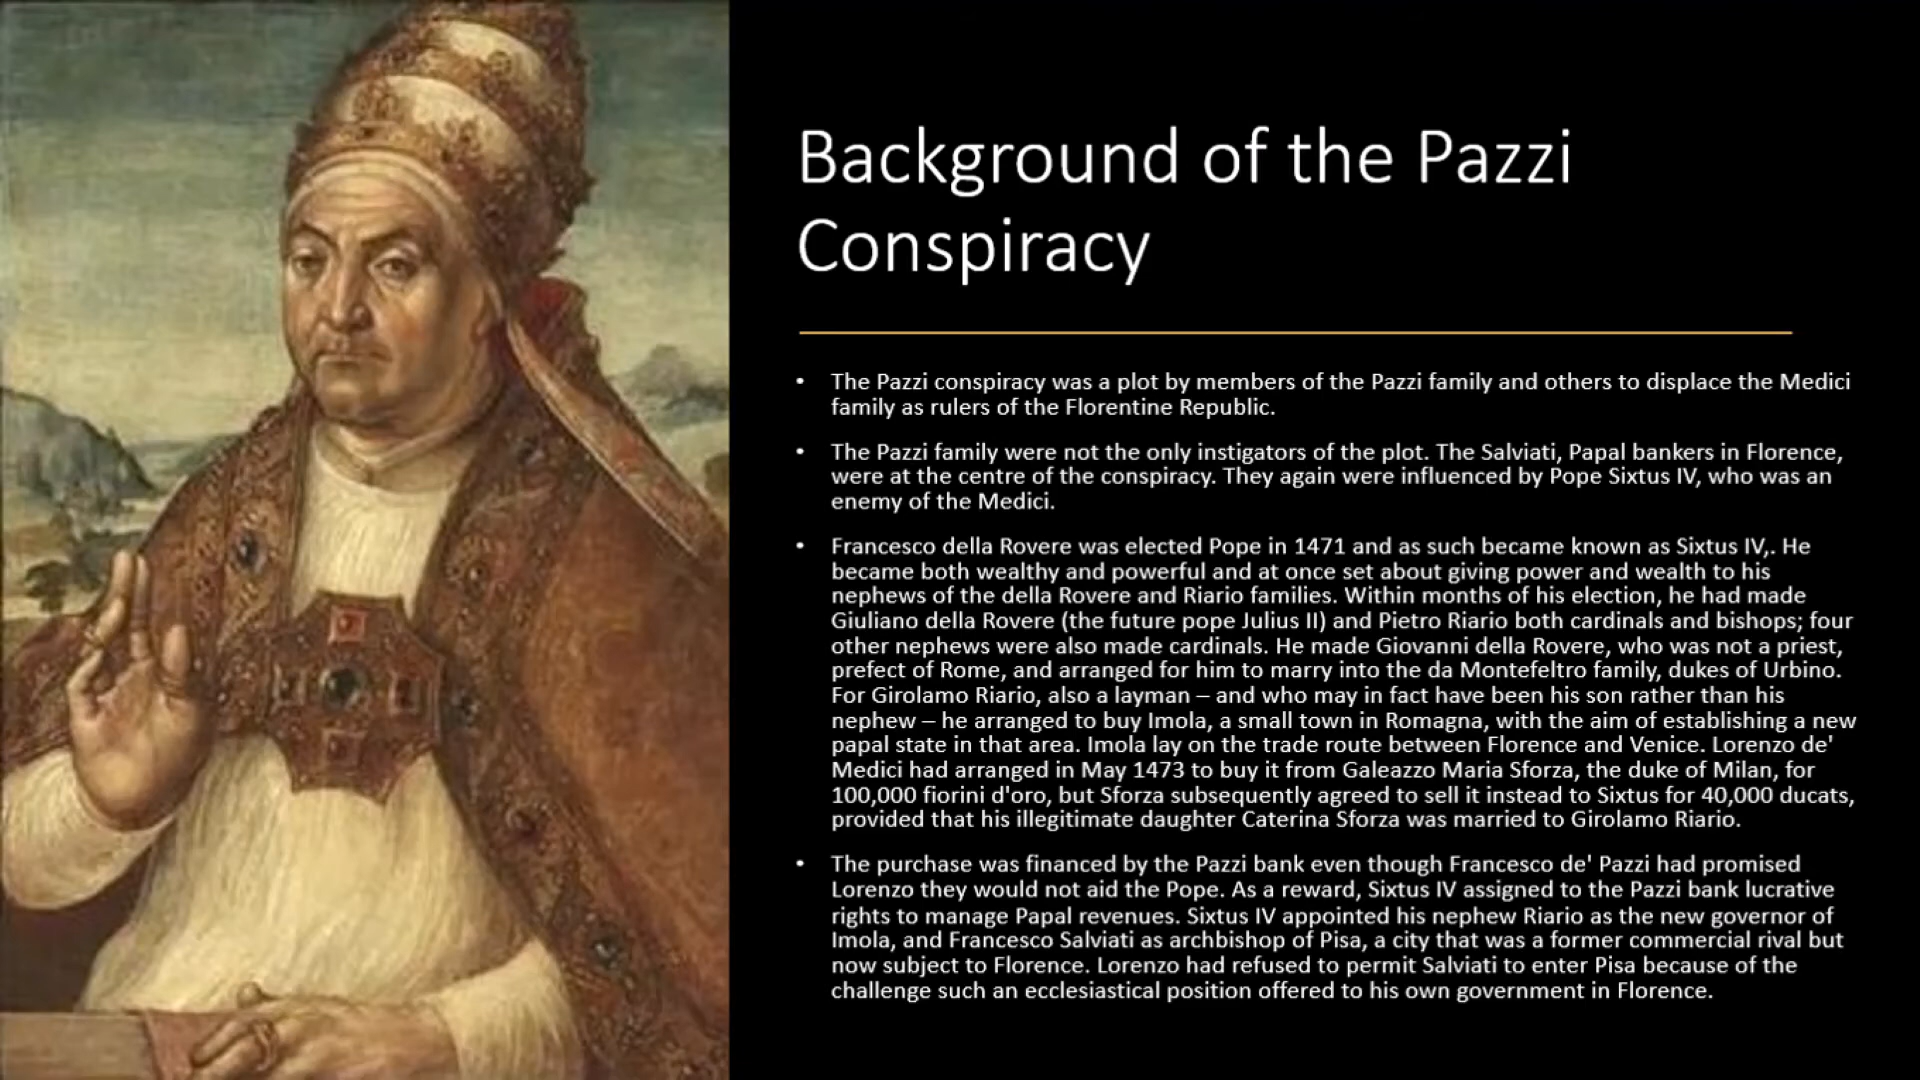 Background of the Pazzi
Conspiracy
• The Pazzi conspiracy was a plot by members of the Pazzi family and others to displace the Medici
family as rulers of the Florentine Republic.
• The Pazzi family were not the only instigators of the plot. The Salviati, Papal bankers in Florence,
were at the centre of the conspiracy. They again were influenced by Pope Sixtus IV, who was an
enemy of the Medici.
• Francesco della Rovere was elected Pope in 1471 and as such became known as Sixtus IV,. He
became both wealthy and powerful and at once set about giving power and wealth to his
nephews of the della Rovere and Riario families. Within months of his election, he had made
Giuliano della Rovere (the future pope Julius II) and Pietro Riario both cardinals and bishops; four
other nephews were also made cardinals. He made Giovanni della Rovere, who was not a priest,
prefect of Rome, and arranged for him to marry into the da Montefeltro family, dukes of Urbino.
For Girolamo Riario, also a layman – and who may in fact have been his son rather than his
nephew – he arranged to buy Imola, a small town in Romagna, with the aim of establishing a new
papal state in that area. Imola lay on the trade route between Florence and Venice. Lorenzo de'
Medici had arranged in May 1473 to buy it from Galeazzo Maria Sforza, the duke of Milan, for
100,000 fiorini d'oro, but Sforza subsequently agreed to sell it instead to Sixtus for 40,000 ducats,
provided that his illegitimate daughter Caterina Sforza was married to Girolamo Riario.
• The purchase was financed by the Pazzi bank even though Francesco de' Pazzi had promised
Lorenzo they would not aid the Pope. As a reward, Sixtus IV assigned to the Pazzi bank lucrative
rights to manage Papal revenues. Sixtus IV appointed his nephew Riario as the new governor of
Imola, and Francesco Salviati as archbishop of Pisa, a city that was a former commercial rival but
now subject to Florence. Lorenzo had refused to permit Salviati to enter Pisa because of the
challenge such an ecclesiastical position offered to his own government in Florence.